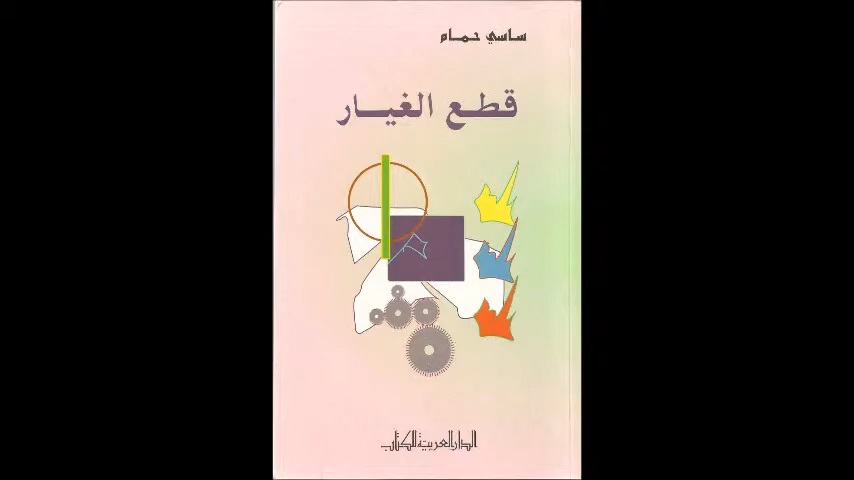 ساسي حمام
قطع الغيار
الدار العربية للكتاب